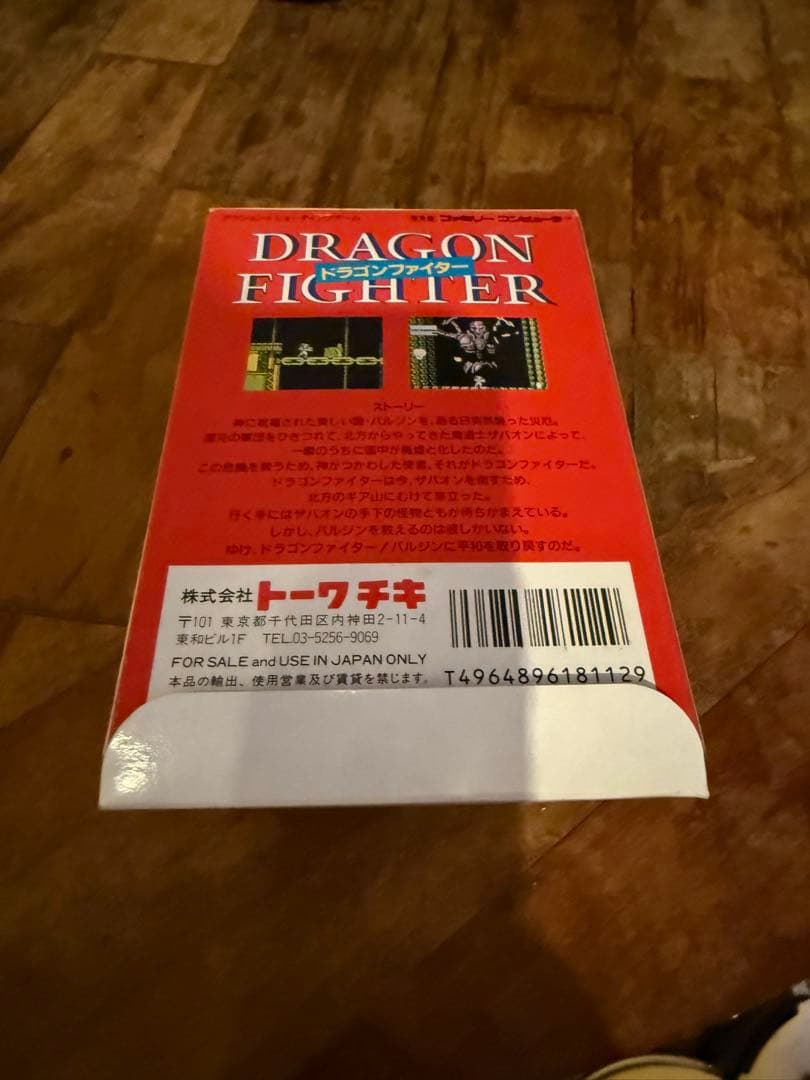 アクション+シューティングゲーム ファミリーコンピュータ
DRAGON
ドラゴンファイター
FIGHTER
ストーリー
神に祝福された美しい国・バルジンを、ある日突然襲った災厄。
魔性の軍団をひきつれて、北方からやってきた魔道士ザバオンによって、
一瞬のうちに国中が廃虚と化したのだ。
この危機を救うため、神がつかわした使者、それがドラゴンファイターだ。
ドラゴンファイターは今、ザバオンを倒すため、
北方のギア山にむけて旅立った。
行く手にはザバオンの手下の怪物どもが待ちかまえている。
しかし、バルジンを救えるのは彼しかいない。
ゆけ、ドラゴンファイター!バルジンに平和を取り戻すのだ。
株式会社トーワチキ
〒101 東京都千代田区内神田2-11-4
東和ビル1F TEL.03-5256-9069
FOR SALE and USE IN JAPAN ONLY
本品の輸出、使用営業及び賃貸を禁じます。
T4964896181129